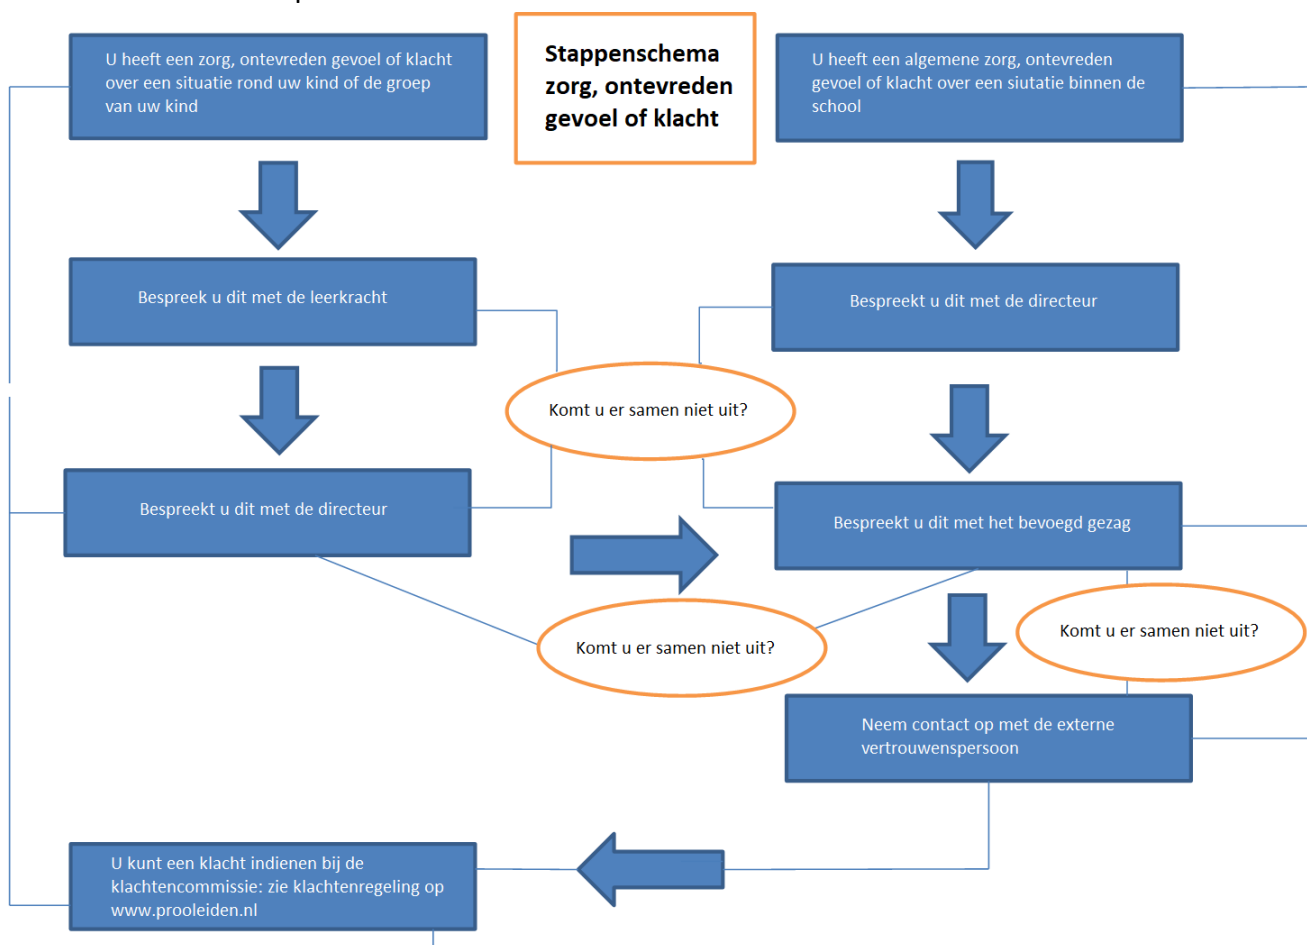 U heeft een zorg, ontevreden gevoel of klacht
over een situatie rond uw kind of de groep
van uw kind
Stappenschema
zorg, ontevreden
gevoel of klacht
U heeft een algemene zorg, ontevreden
gevoel of klacht over een siutatie binnen de
school
Bespreek u dit met de leerkracht
Bespreekt u dit met de directeur
Komt u er samen niet uit?
Bespreekt u dit met de directeur
Bespreekt u dit met het bevoegd gezag
Komt u er samen niet uit?
Komt u er samen niet uit?
Neem contact op met de externe
vertrouwenspersoon
U kunt een klacht indienen bij de
klachtencommissie: zie klachtenregeling op
www.prooleiden.nl